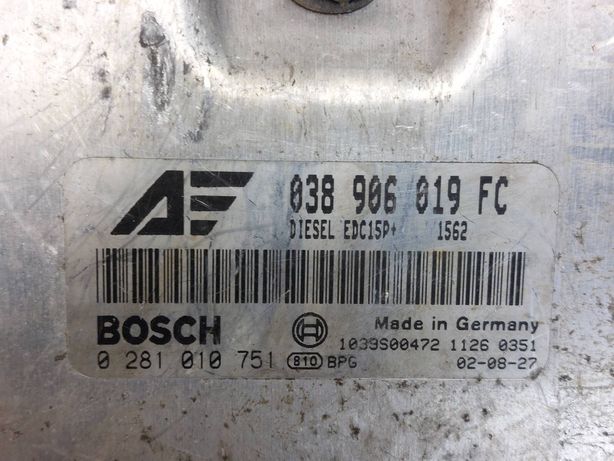 AF 038 906 019 FC
DIESEL EDC15P+ 1562
BOSCH Made in Germany
1039S00472 1126 0351
0 281 010 751 810 BPG 02-08-27